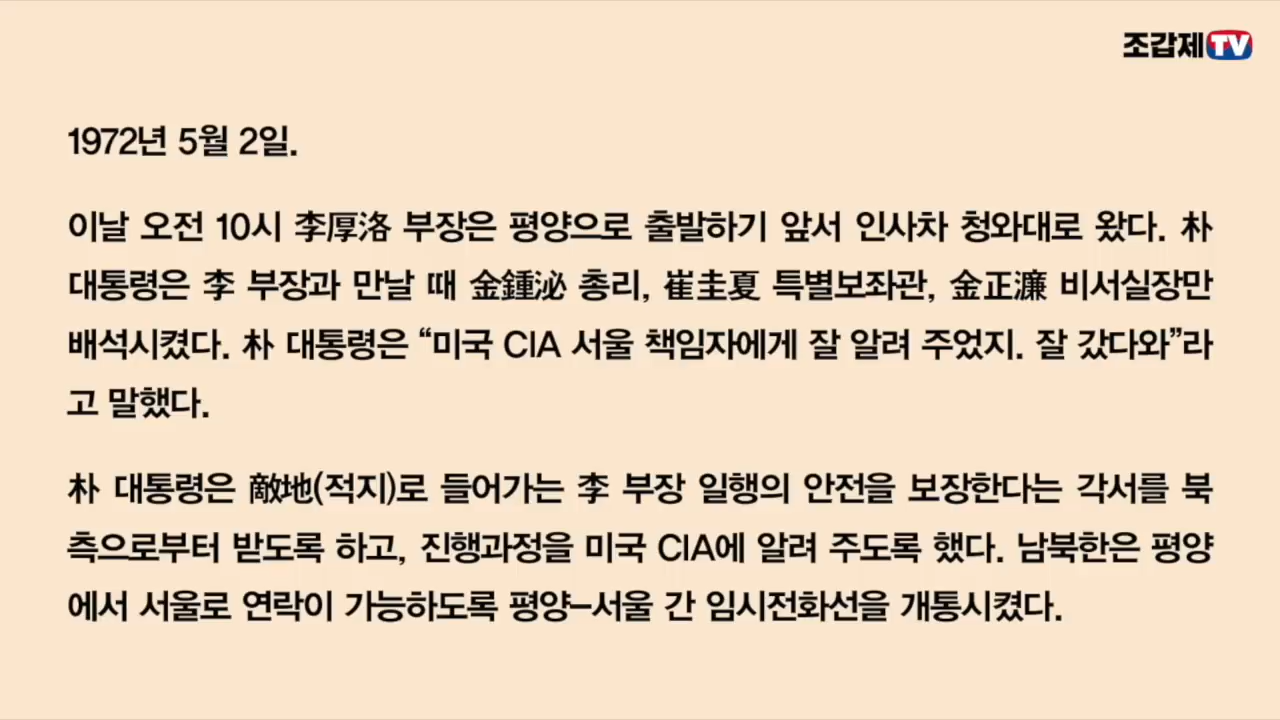 조갑제TV
1972년 5월 2일.
이날 오전 10시 李厚洛 부장은 평양으로 출발하기 앞서 인사차 청와대로 왔다. 朴
대통령은 李 부장과 만날 때 金鍾泌 총리, 崔圭夏 특별보좌관, 金正濂 비서실장만
배석시켰다. 朴 대통령은 “미국 CIA 서울 책임자에게 잘 알려 주었지. 잘 갔다와”라
고 말했다.
朴 대통령은 敵地(적지)로 들어가는 李 부장 일행의 안전을 보장한다는 각서를 북
측으로부터 받도록 하고, 진행과정을 미국 CIA에 알려 주도록 했다. 남북한은 평양
에서 서울로 연락이 가능하도록 평양–서울 간 임시전화선을 개통시켰다.